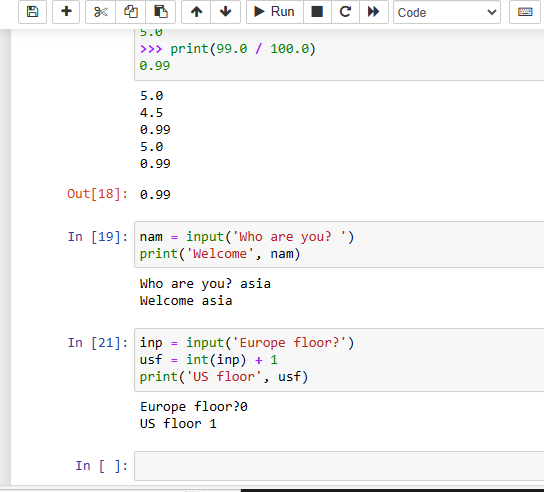 Run
Code
5.0
>>> print(99.0 / 100.0)
0.99
5.0
4.5
0.99
5.0
0.99
Out[18]: 0.99
In [19]: nam = input('Who are you? ')
print('Welcome', nam)
Who are you? asia
Welcome asia
In [21]: inp = input('Europe floor?')
usf = int(inp) + 1
print('US floor', usf)
Europe floor?0
US floor 1
In [ ]: